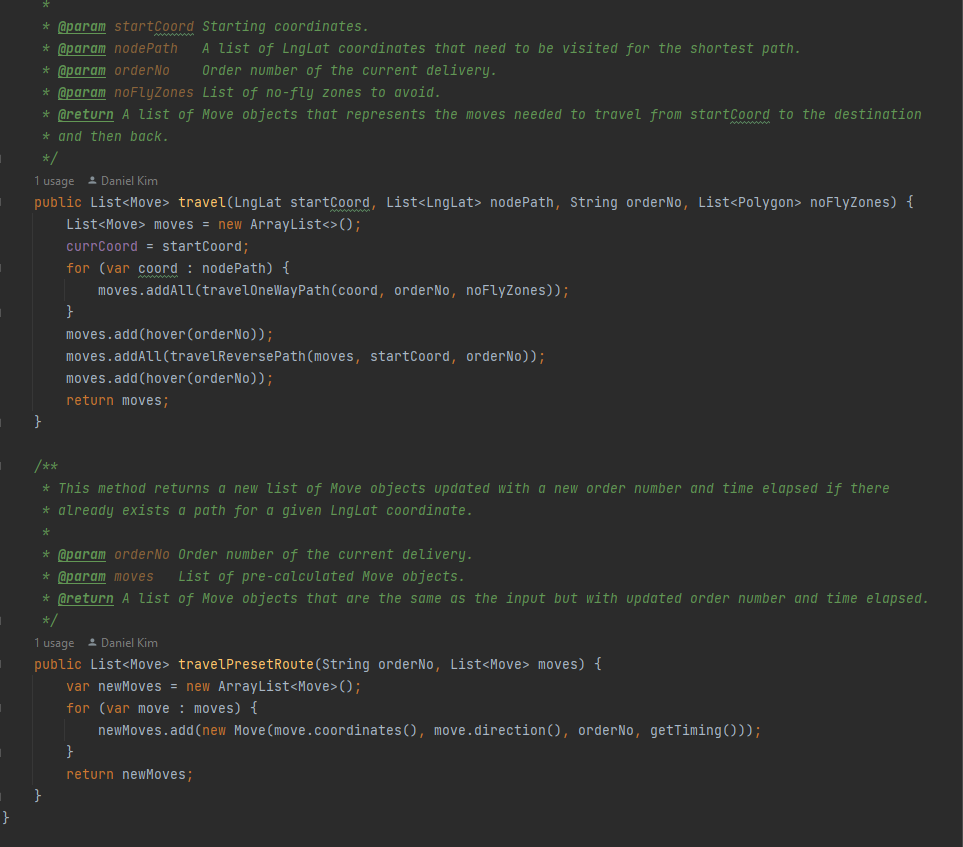 *
* @param startCoord Starting coordinates.
* @param nodePath   A list of LngLat coordinates that need to be visited for the shortest path.
* @param orderNo    Order number of the current delivery.
* @param noFlyZones List of no-fly zones to avoid.
* @return A list of Move objects that represents the moves needed to travel from startCoord to the destination
* and then back.
*/
1 usage Daniel Kim
public List<Move> travel(LngLat startCoord, List<LngLat> nodePath, String orderNo, List<Polygon> noFlyZones) {
    List<Move> moves = new ArrayList<>();
    currCoord = startCoord;
    for (var coord : nodePath) {
        moves.addAll(travelOneWayPath(coord, orderNo, noFlyZones));
    }
    moves.add(hover(orderNo));
    moves.addAll(travelReversePath(moves, startCoord, orderNo));
    moves.add(hover(orderNo));
    return moves;
}
/**
* This method returns a new list of Move objects updated with a new order number and time elapsed if there
* already exists a path for a given LngLat coordinate.
*
* @param orderNo Order number of the current delivery.
* @param moves   List of pre-calculated Move objects.
* @return A list of Move objects that are the same as the input but with updated order number and time elapsed.
*/
1 usage Daniel Kim
public List<Move> travelPresetRoute(String orderNo, List<Move> moves) {
    var newMoves = new ArrayList<Move>();
    for (var move : moves) {
        newMoves.add(new Move(move.coordinates(), move.direction(), orderNo, getTiming()));
    }
    return newMoves;
}
}